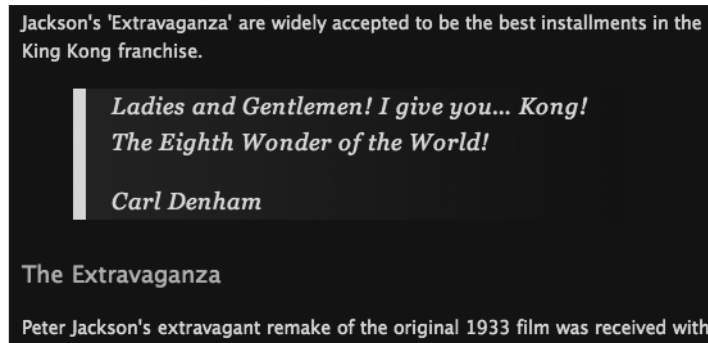 Jackson's 'Extravaganza' are widely accepted to be the best installments in the
King Kong franchise.
Ladies and Gentlemen! I give you... Kong!
The Eighth Wonder of the World!
Carl Denham
The Extravaganza
Peter Jackson's extravagant remake of the original 1933 film was received with